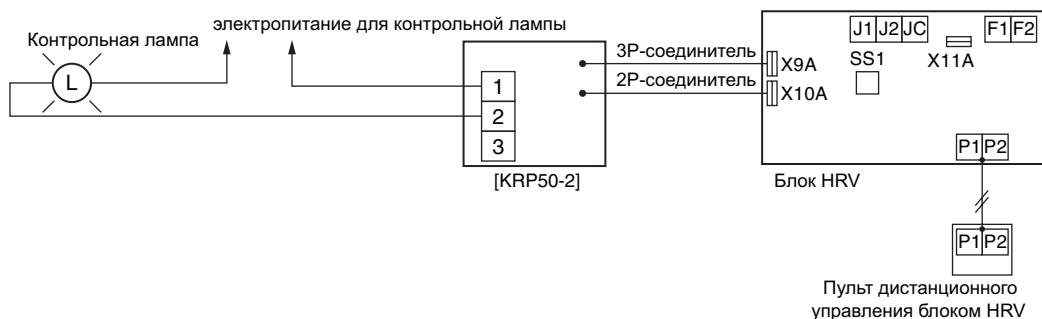 электропитание для контрольной лампы
Контрольная лампа
L
1
2
3
[KRP50-2]
3P-соединитель
2P-соединитель
X9A
X10A
J1 J2 JC
F1 F2
SS1
X11A
P1 P2
Блок HRV
P1 P2
Пульт дистанционного
управления блоком HRV